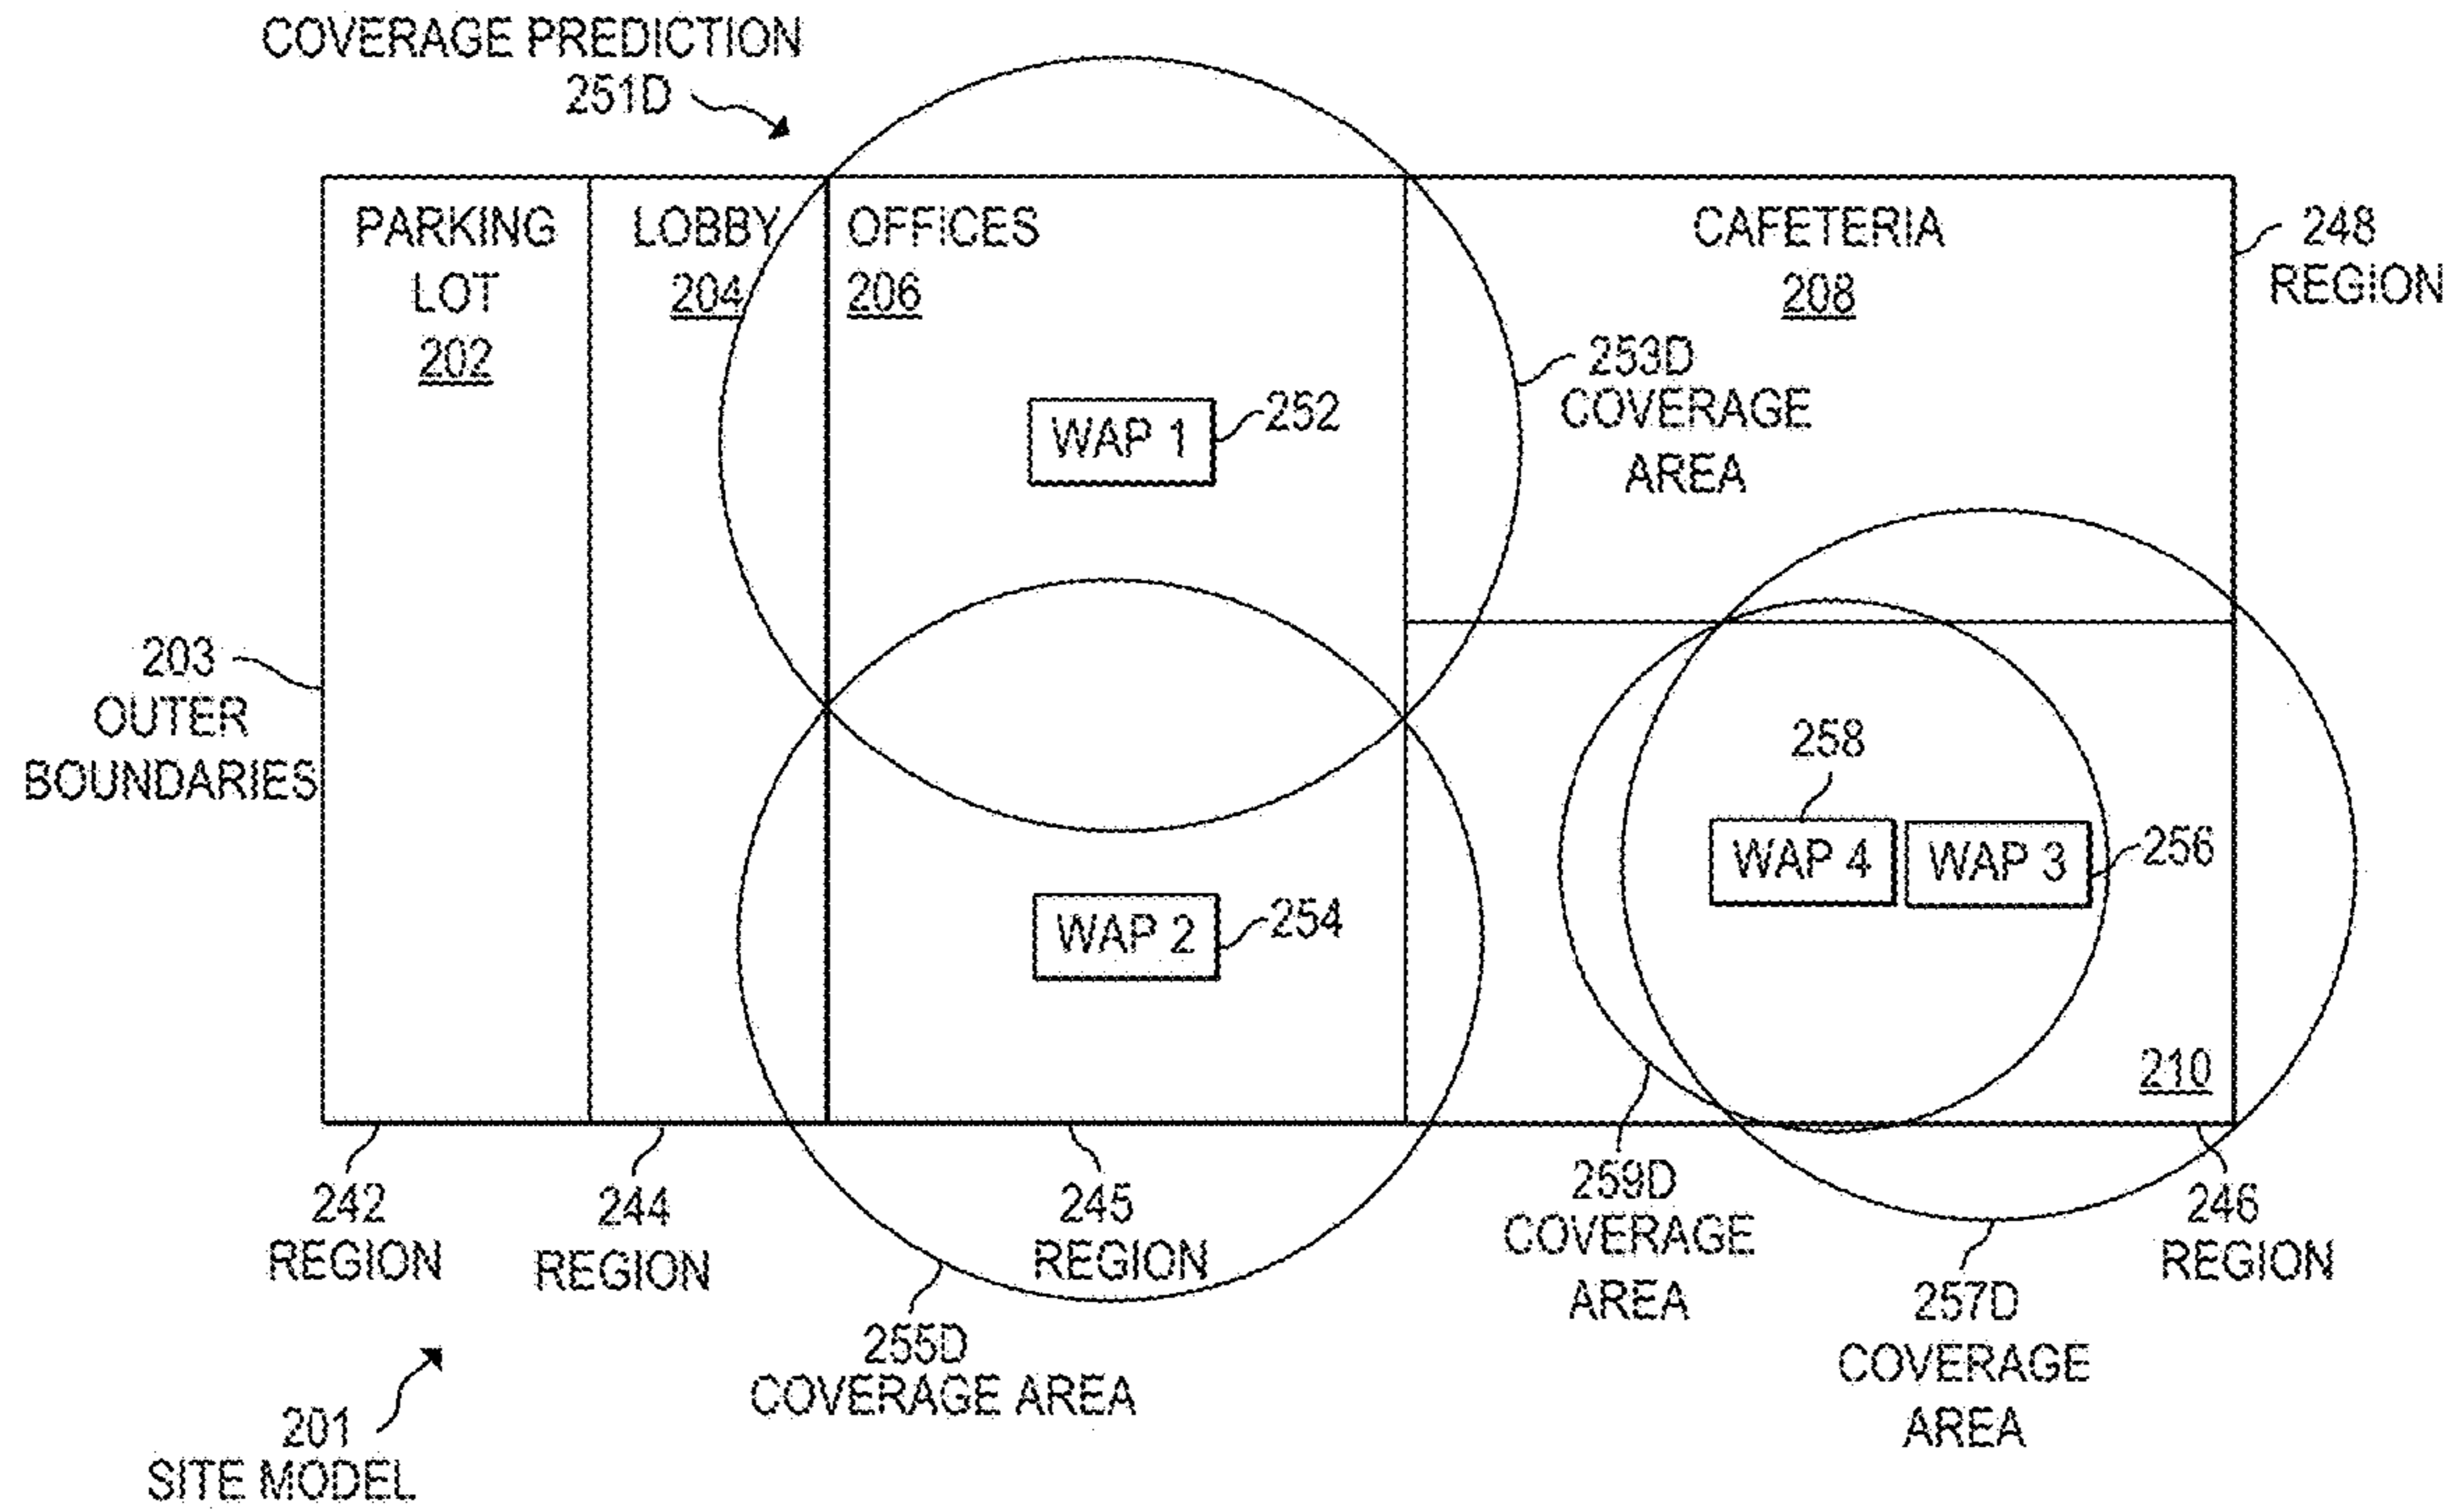 COVERAGE PREDICTION
251D
PARKING
LOT
202
LOBBY
204
OFFICES
206
CAFETERIA
208
248
REGION
253D
COVERAGE
AREA
WAP 1
252
203
OUTER
BOUNDARIES
258
WAP 4
WAP 3
256
WAP 2
254
210
242
REGION
244
REGION
245
REGION
259D
COVERAGE
AREA
246
REGION
257D
COVERAGE
AREA
255D
COVERAGE AREA
201
SITE MODEL